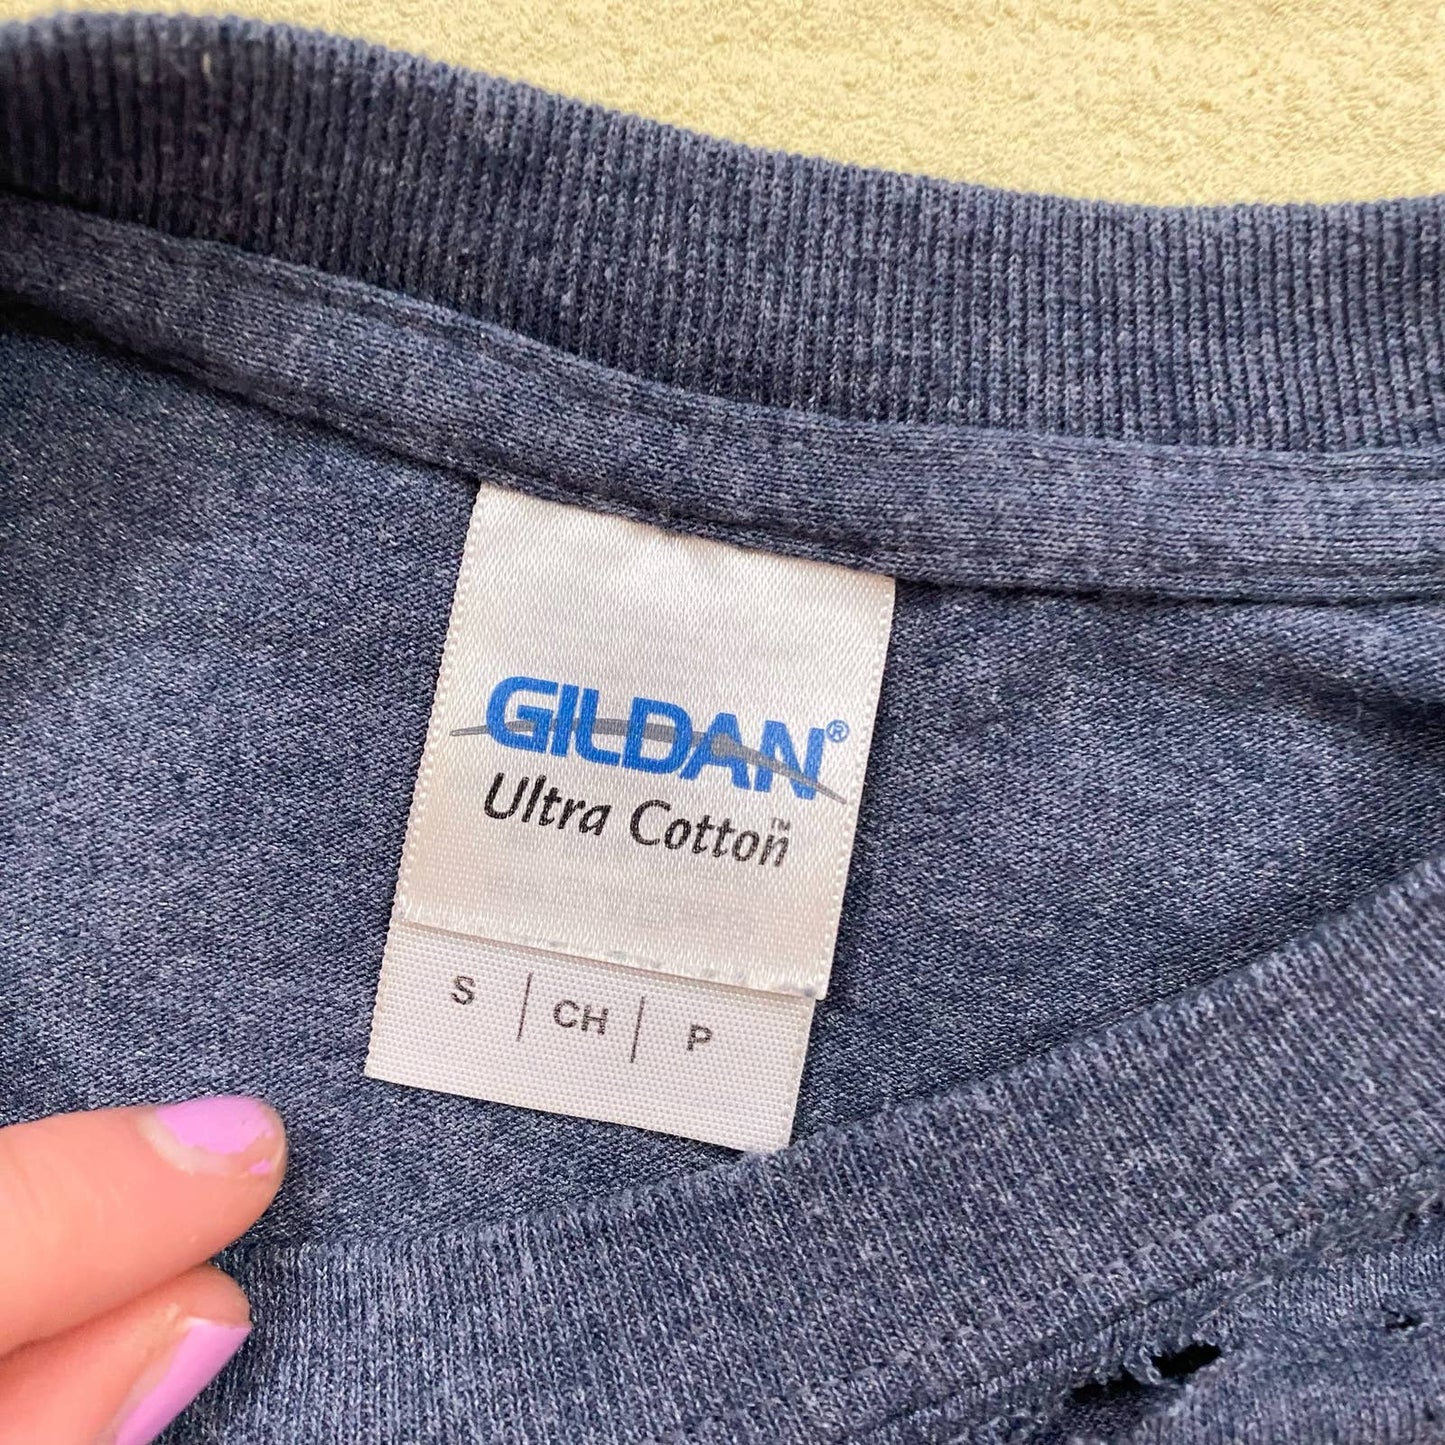 GILDAN®
Ultra Cotton™
S | CH | P